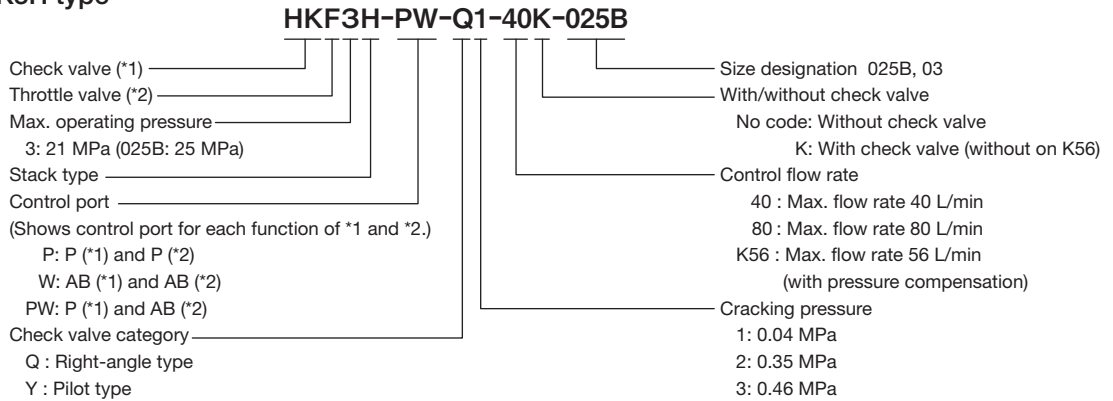 HKF3H-PW-Q1-40K-025B
Check valve (*1)
Throttle valve (*2)
Max. operating pressure
3: 21 MPa (025B: 25 MPa)
Stack type
Control port
(Shows control port for each function of *1 and *2.)
P: P (*1) and P (*2)
W: AB (*1) and AB (*2)
PW: P (*1) and AB (*2)
Check valve category
Q : Right-angle type
Y : Pilot type
Size designation 025B, 03
With/without check valve
No code: Without check valve
K: With check valve (without on K56)
Control flow rate
40 : Max. flow rate 40 L/min
80 : Max. flow rate 80 L/min
K56 : Max. flow rate 56 L/min
(with pressure compensation)
Cracking pressure
1: 0.04 MPa
2: 0.35 MPa
3: 0.46 MPa